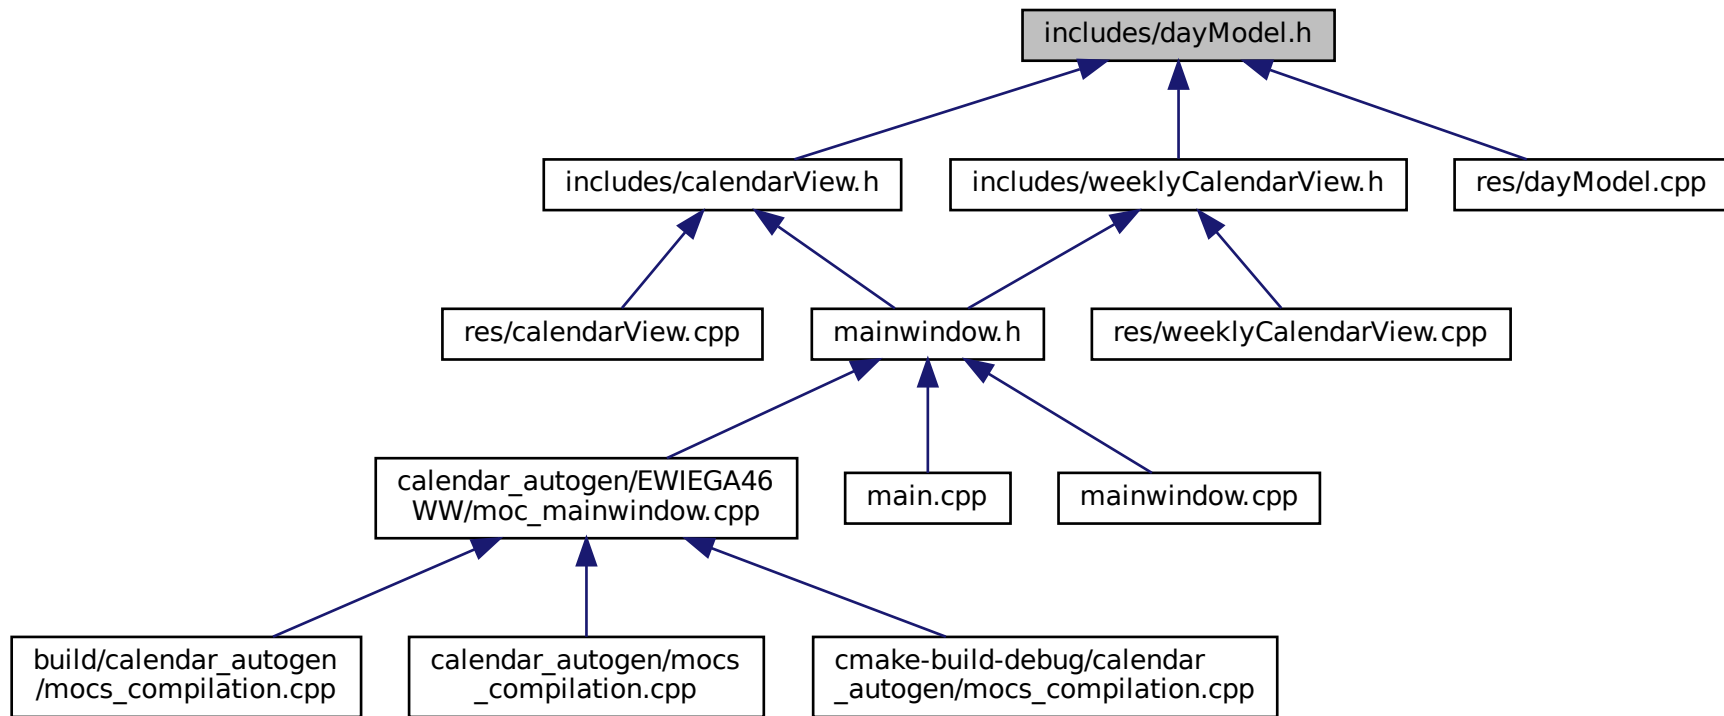 includes/dayModel.h
includes/calendarView.h
includes/weeklyCalendarView.h
res/dayModel.cpp
res/calendarView.cpp
mainwindow.h
res/weeklyCalendarView.cpp
calendar_autogen/EWIEGA46
WW/moc_mainwindow.cpp
main.cpp
mainwindow.cpp
build/calendar_autogen
/mocs_compilation.cpp
calendar_autogen/mocs
_compilation.cpp
cmake-build-debug/calendar
_autogen/mocs_compilation.cpp